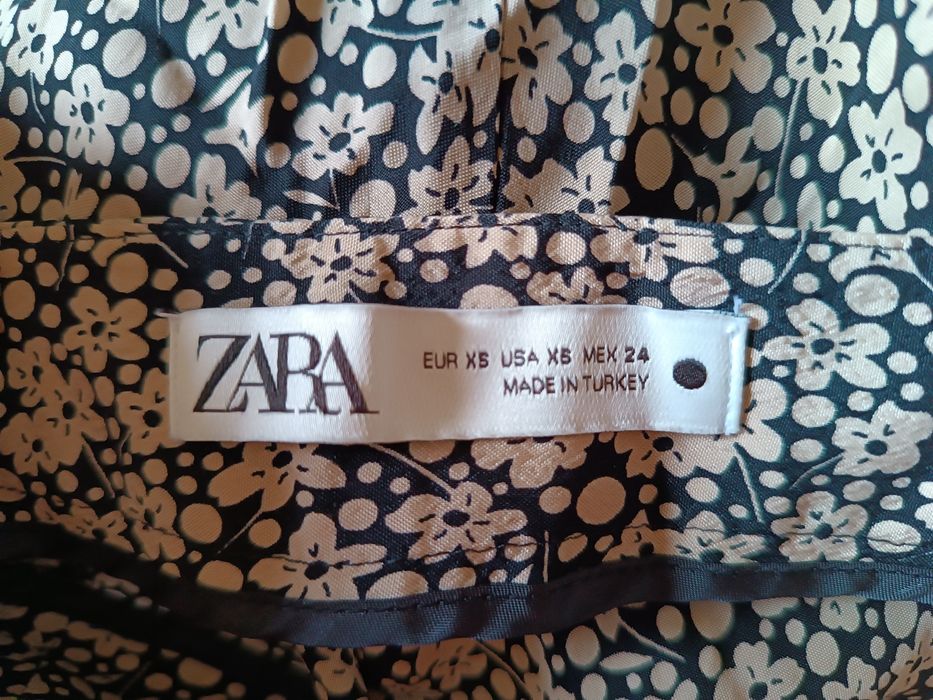 ZARA
EUR XS USA XS MEX 24
MADE IN TURKEY